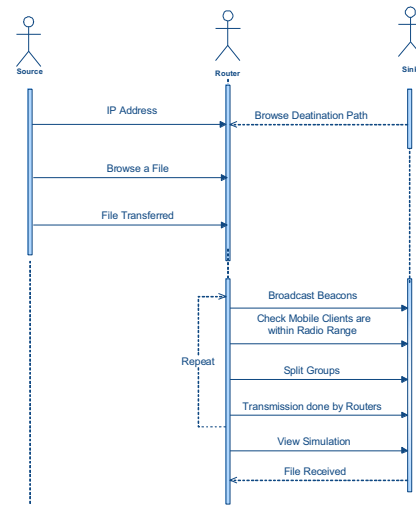 Source
Router
Sink
IP Address
Browse Deatination Path
Browse a File
File Transferred
Broadcast Beacons
Check Mobile Clients are
within Radio Range
Repeat
Split Groups
Transmission done by Routers
View Simulation
File Received